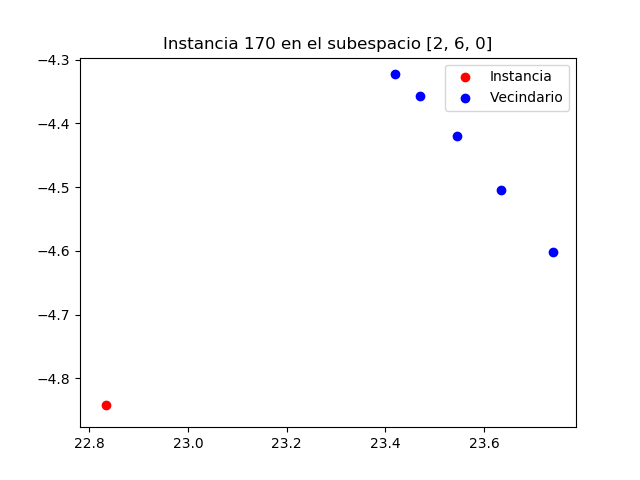 Instancia 170 en el subespacio [2, 6, 0]
Instancia
Vecindario
−4.3
−4.4
−4.5
−4.6
−4.7
−4.8
22.8 23.0 23.2 23.4 23.6